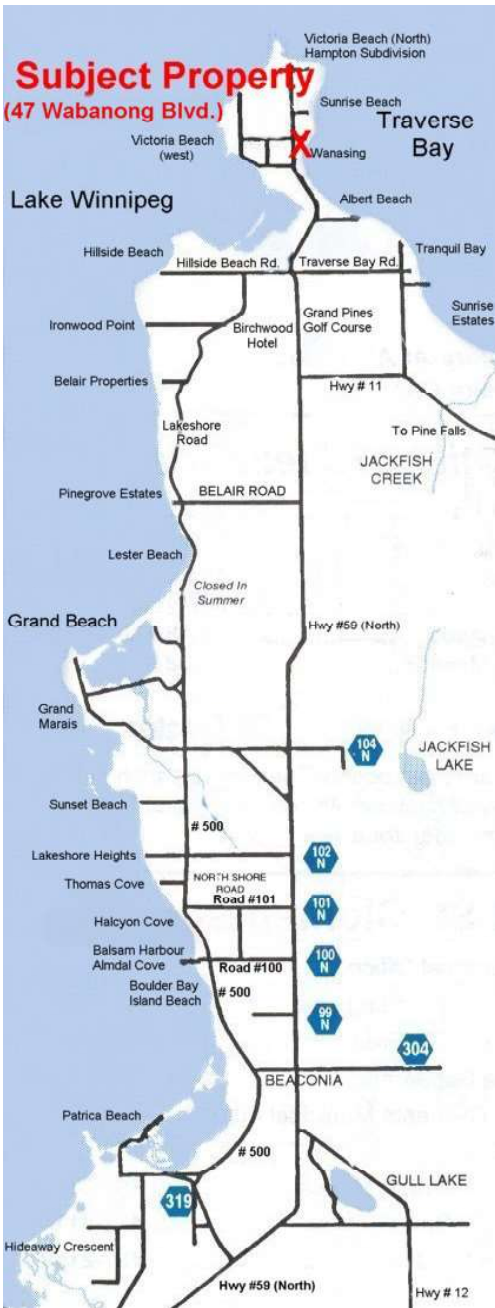 Victoria Beach (North)
Hampton Subdivision
Subject Property
(47 Wabanong Blvd.)
Sunrise Beach
Traverse
Bay
Victoria Beach
(west)
X
Wanasing
Lake Winnipeg
Albert Beach
Hillside Beach
Hillside Beach Rd.
Traverse Bay Rd.
Tranquil Bay
Sunrise
Estates
Ironwood Point
Birchwood
Hotel
Grand Pines
Golf Course
Belair Properties
Hwy # 11
Lakeshore
Road
To Pine Falls
JACKFISH
CREEK
Pinegrove Estates
BELAIR ROAD
Lester Beach
Closed In
Summer
Grand Beach
Hwy #59 (North)
Grand
Marais
104
N
JACKFISH
LAKE
Sunset Beach
# 500
Lakeshore Heights
102
N
Thomas Cove
NORTH SHORE
ROAD
Road #101
101
N
Halcyon Cove
Balsam Harbour
Almdal Cove
Road #100
100
N
Boulder Bay
Island Beach
# 500
99
N
304
BEACONIA
Patrica Beach
# 500
GULL LAKE
319
Hideaway Crescent
Hwy #59 (North)
Hwy # 12